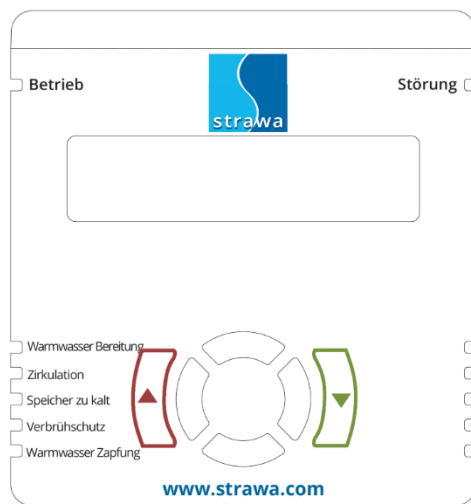 Betrieb
Störung
strawa
Warmwasser Bereitung
Zirkulation
Speicher zu kalt
Verbrühschutz
Warmwasser Zapfung
www.strawa.com